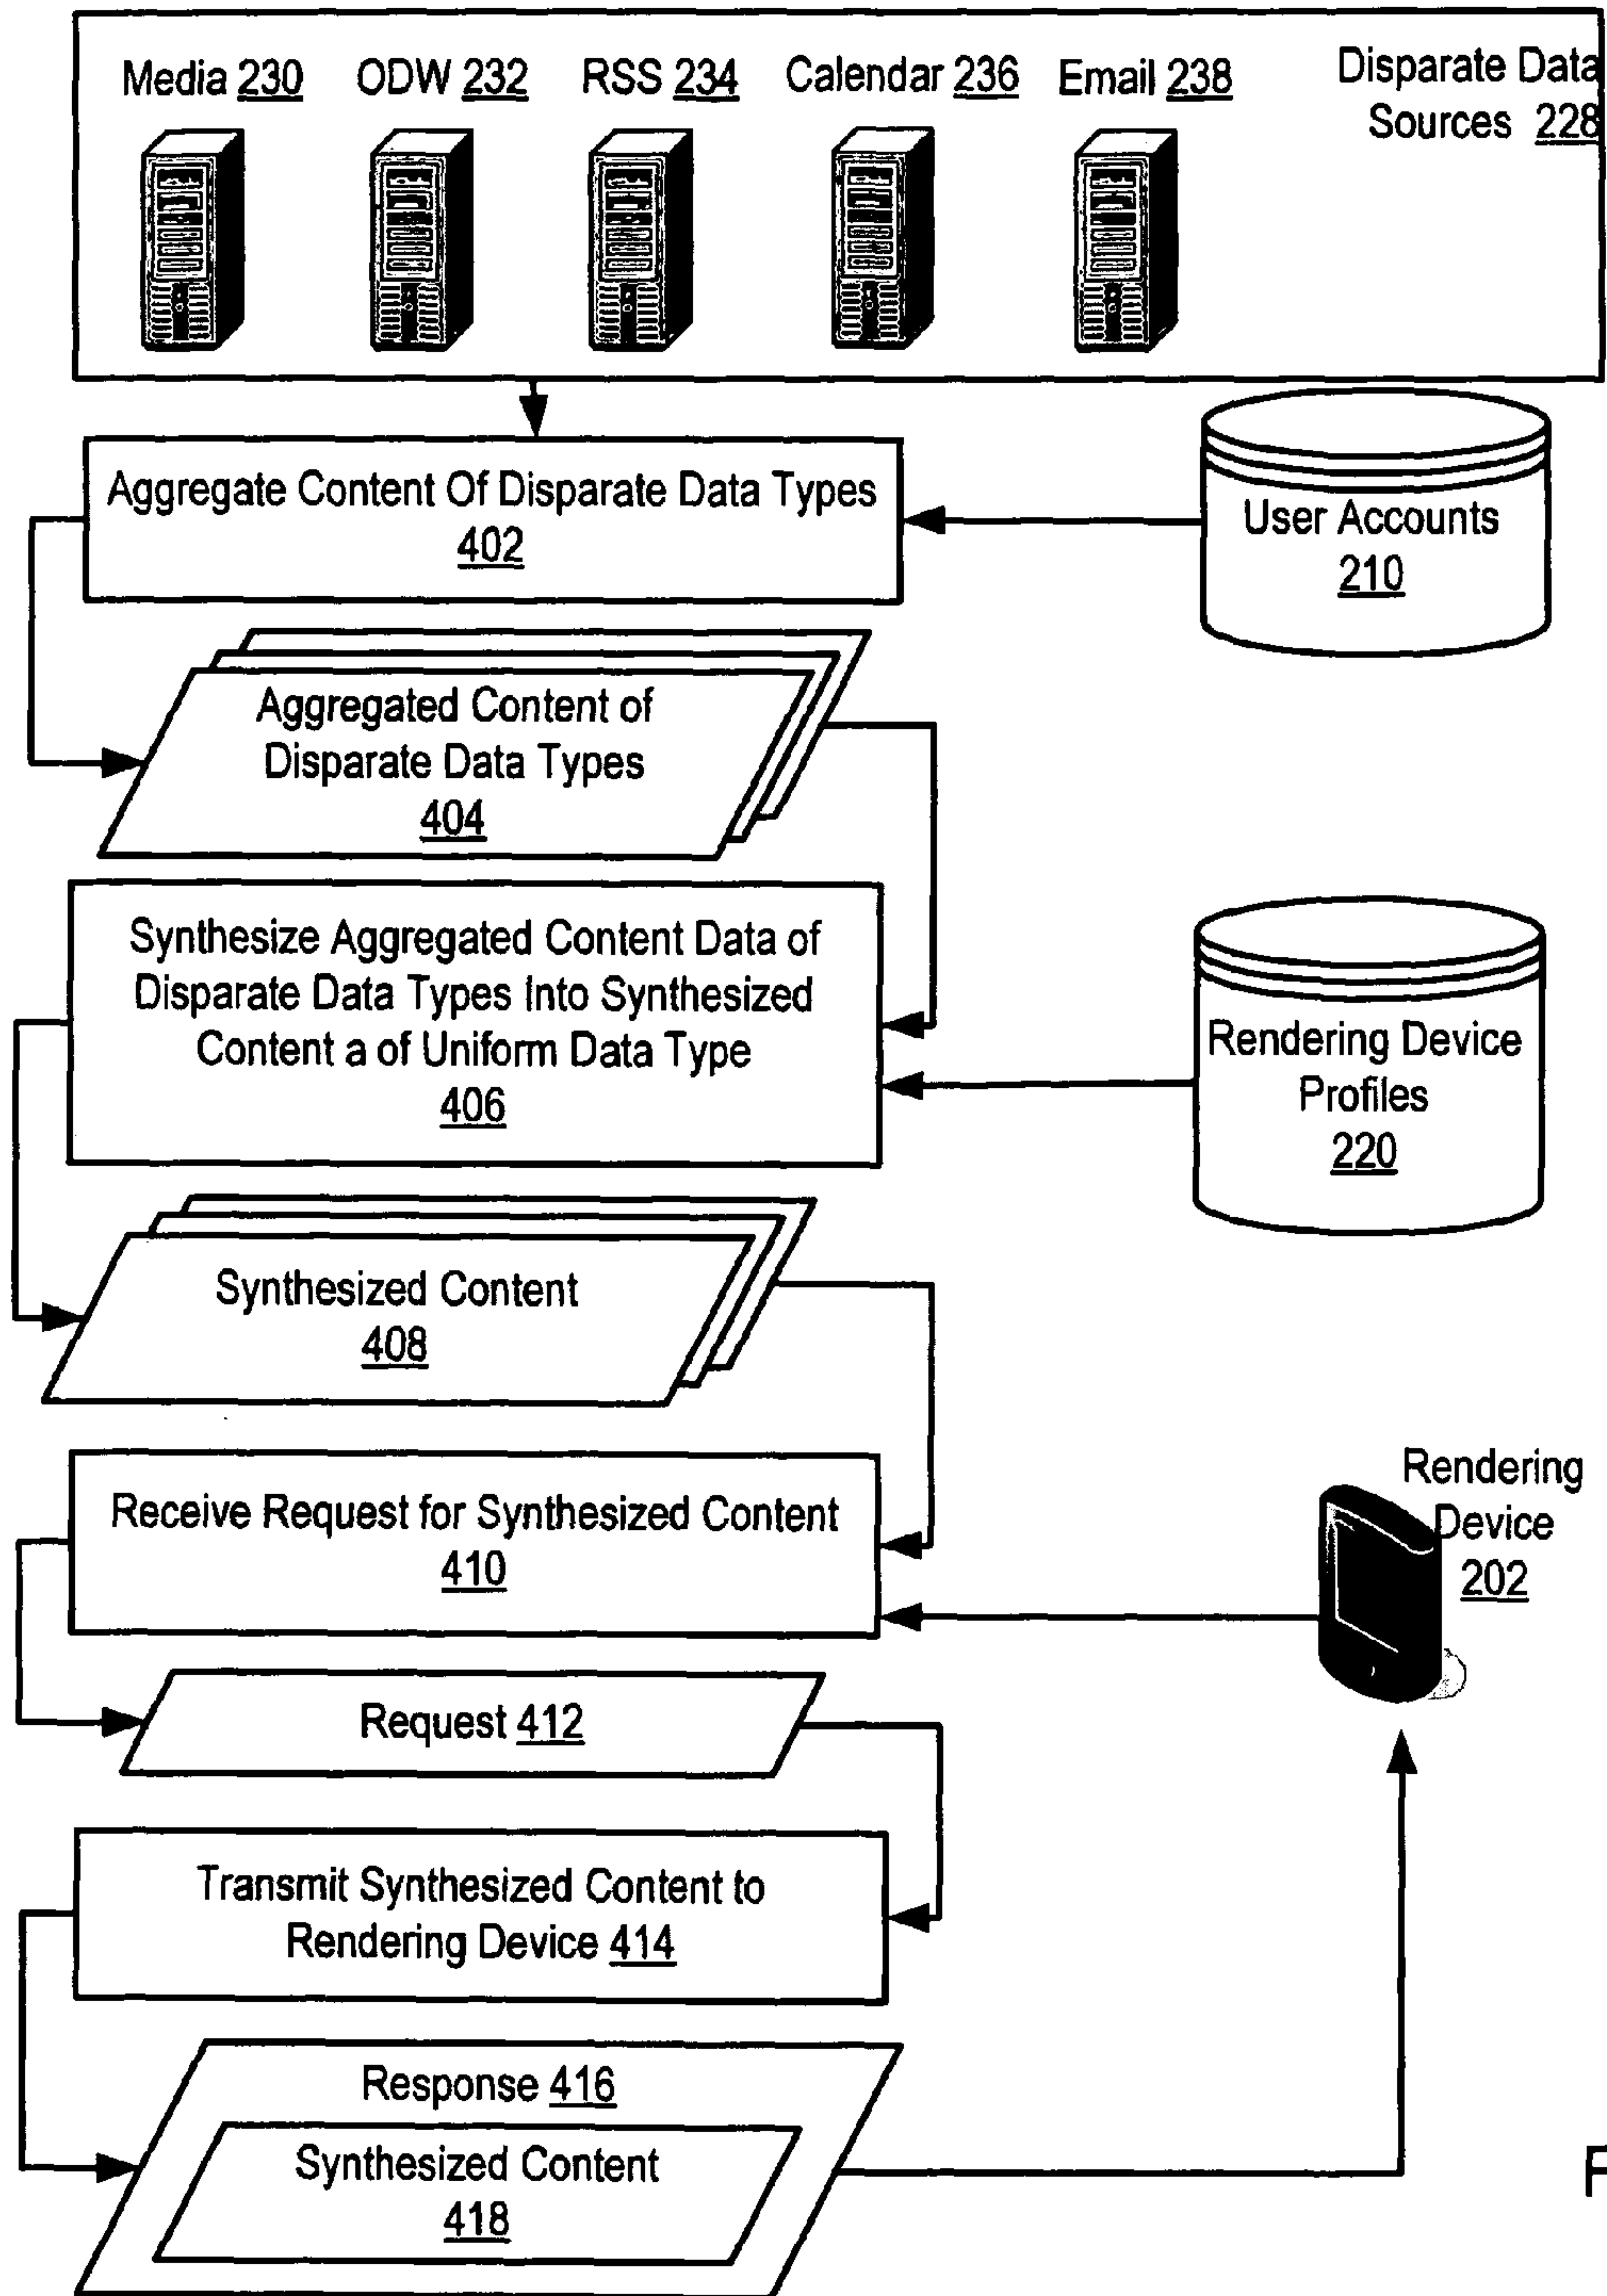 Media 230
ODW 232
RSS 234
Calendar 236
Email 238
Disparate Data
Sources 228
Aggregate Content Of Disparate Data Types
402
User Accounts
210
Aggregated Content of
Disparate Data Types
404
Synthesize Aggregated Content Data of
Disparate Data Types Into Synthesized
Content a of Uniform Data Type
406
Rendering Device
Profiles
220
Synthesized Content
408
Receive Request for Synthesized Content
410
Rendering
Device
202
Request 412
Transmit Synthesized Content to
Rendering Device 414
Response 416
Synthesized Content
418